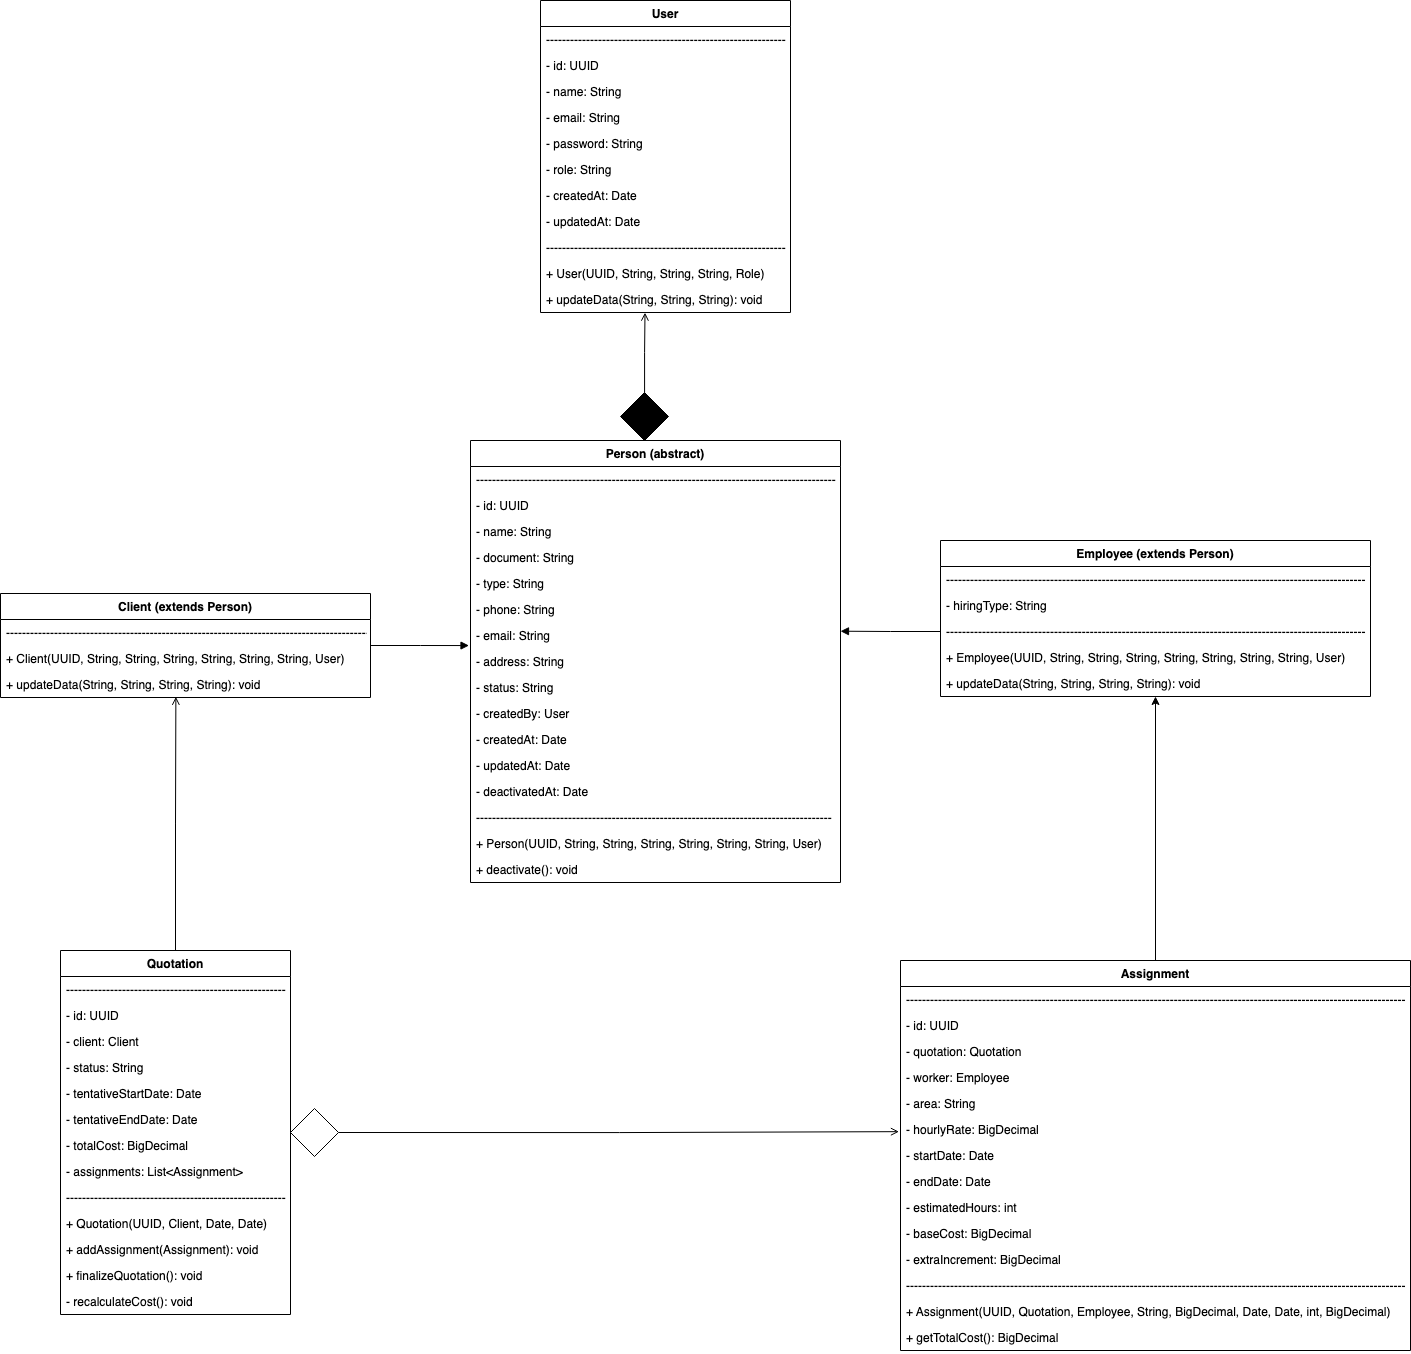 User
- id: UUID
- name: String
- email: String
- password: String
- role: String
- createdAt: Date
- updatedAt: Date
+ User(UUID, String, String, String, Role)
+ updateData(String, String, String): void
Person (abstract)
- id: UUID
- name: String
- document: String
- type: String
- phone: String
- email: String
- address: String
- status: String
- createdBy: User
- createdAt: Date
- updatedAt: Date
- deactivatedAt: Date
+ Person(UUID, String, String, String, String, String, String, User)
+ deactivate(): void
Client (extends Person)
+ Client(UUID, String, String, String, String, String, String, User)
+ updateData(String, String, String, String): void
Employee (extends Person)
- hiringType: String
+ Employee(UUID, String, String, String, String, String, String, String, User)
+ updateData(String, String, String, String): void
Quotation
- id: UUID
- client: Client
- status: String
- tentativeStartDate: Date
- tentativeEndDate: Date
- totalCost: BigDecimal
- assignments: List<Assignment>
+ Quotation(UUID, Client, Date, Date)
+ addAssignment(Assignment): void
+ finalizeQuotation(): void
- recalculateCost(): void
Assignment
- id: UUID
- quotation: Quotation
- worker: Employee
- area: String
- hourlyRate: BigDecimal
- startDate: Date
- endDate: Date
- estimatedHours: int
- baseCost: BigDecimal
- extraIncrement: BigDecimal
+ Assignment(UUID, Quotation, Employee, String, BigDecimal, Date, Date, int, BigDecimal)
+ getTotalCost(): BigDecimal